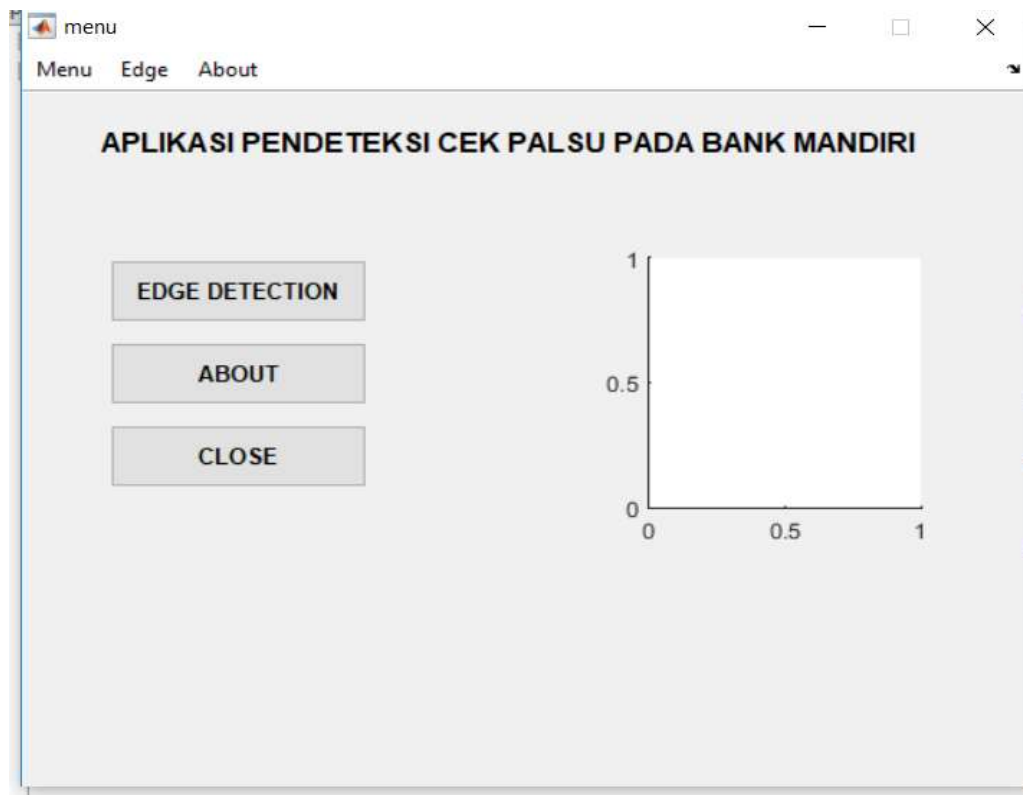 menu
Menu Edge About
APLIKASI PENDETEKSI CEK PALSU PADA BANK MANDIRI
EDGE DETECTION
ABOUT
CLOSE
1
0.5
0
0 0.5 1